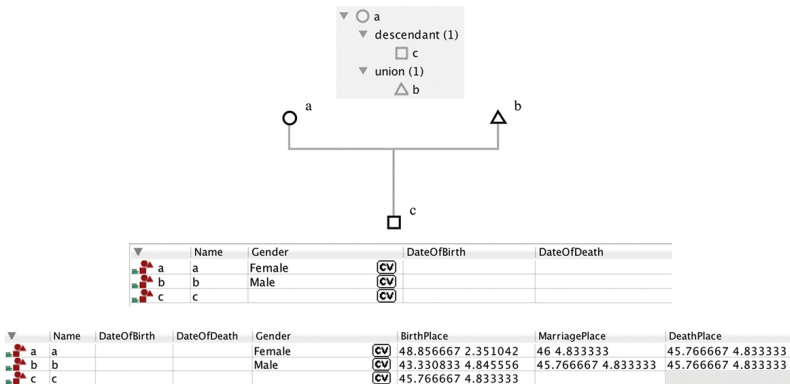 a
descendant (1)
c
union (1)
b
a
b
c
Name Gender DateOfBirth DateOfDeath
a a Female CV
b b Male CV
c c CV
Name DateOfBirth DateOfDeath Gender BirthPlace MarriagePlace DeathPlace
a a Female CV 48.856667 2.351042 46 4.833333 45.766667 4.833333
b b Male CV 43.330833 4.845556 45.766667 4.833333 45.766667 4.833333
c c CV 45.766667 4.833333